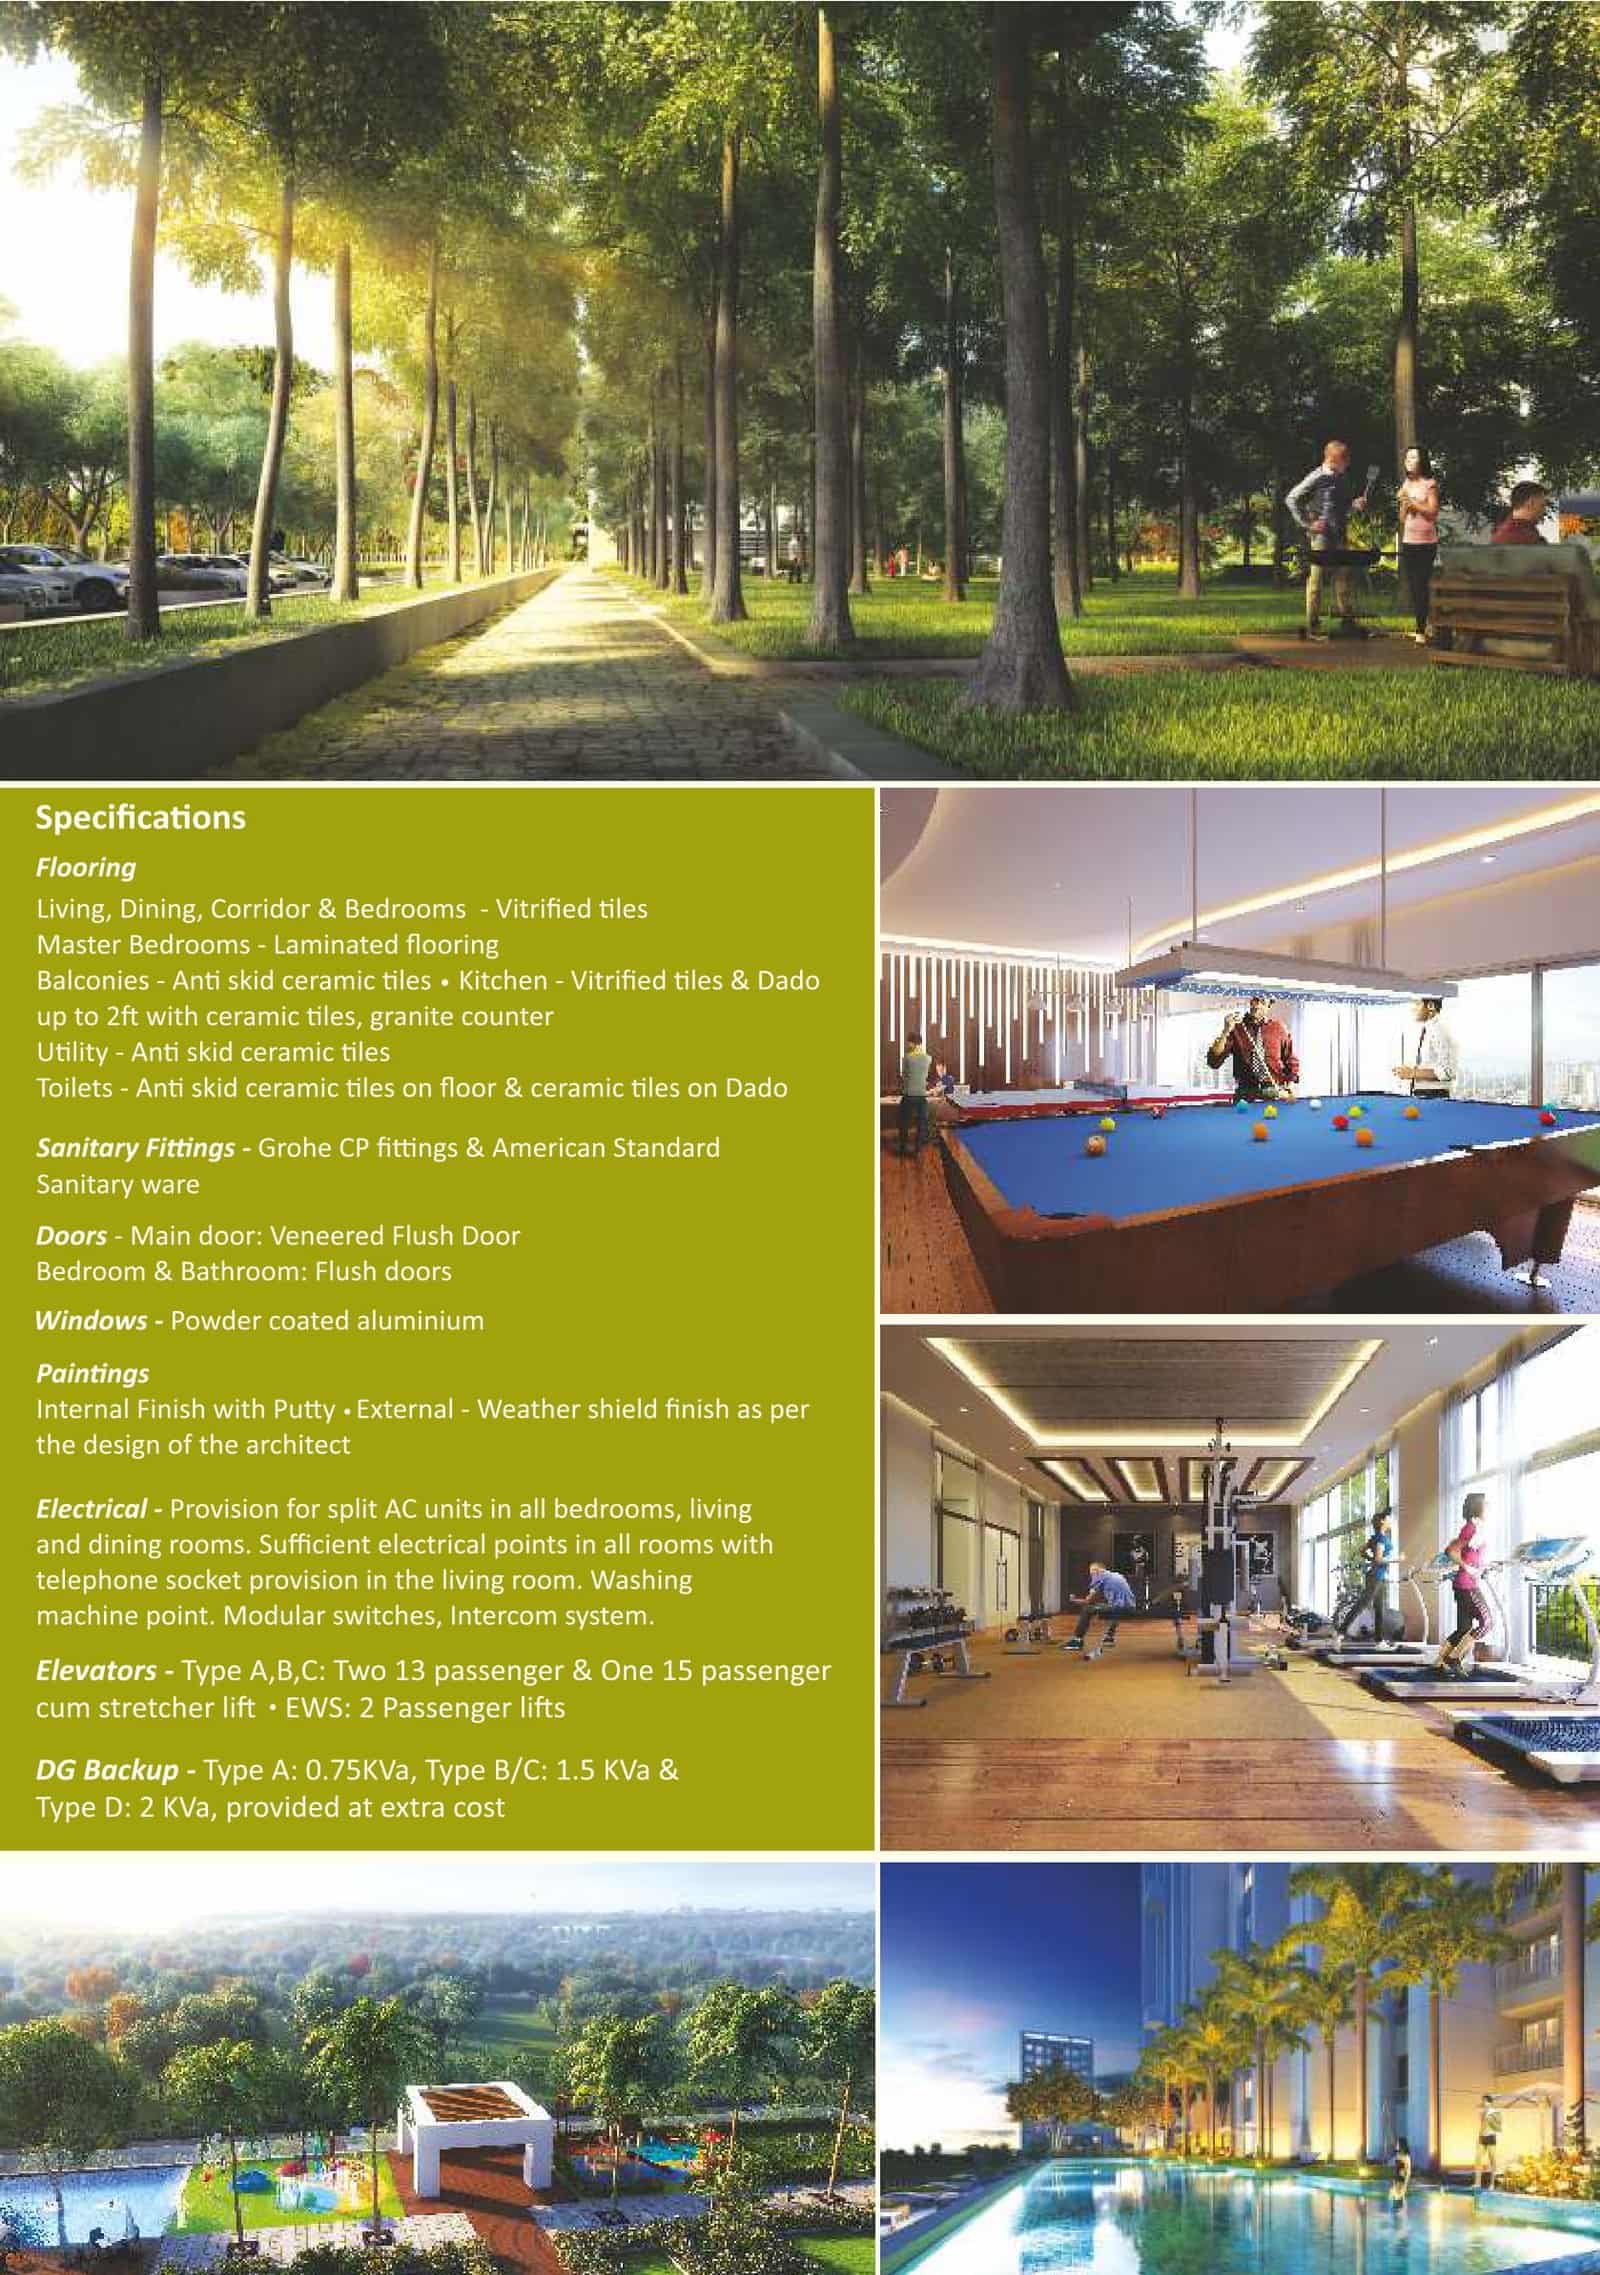 Specifications
Flooring
Living, Dining, Corridor & Bedrooms - Vitrified tiles
Master Bedrooms - Laminated flooring
Balconies - Anti skid ceramic tiles • Kitchen - Vitrified tiles & Dado
up to 2ft with ceramic tiles, granite counter
Utility - Anti skid ceramic tiles
Toilets - Anti skid ceramic tiles on floor & ceramic tiles on Dado
Sanitary Fittings - Grohe CP fittings & American Standard
Sanitary ware
Doors - Main door: Veneered Flush Door
Bedroom & Bathroom: Flush doors
Windows - Powder coated aluminium
Paintings
Internal Finish with Putty • External - Weather shield finish as per
the design of the architect
Electrical - Provision for split AC units in all bedrooms, living
and dining rooms. Sufficient electrical points in all rooms with
telephone socket provision in the living room. Washing
machine point. Modular switches, Intercom system.
Elevators - Type A,B,C: Two 13 passenger & One 15 passenger
cum stretcher lift • EWS: 2 Passenger lifts
DG Backup - Type A: 0.75KVa, Type B/C: 1.5 KVa &
Type D: 2 KVa, provided at extra cost